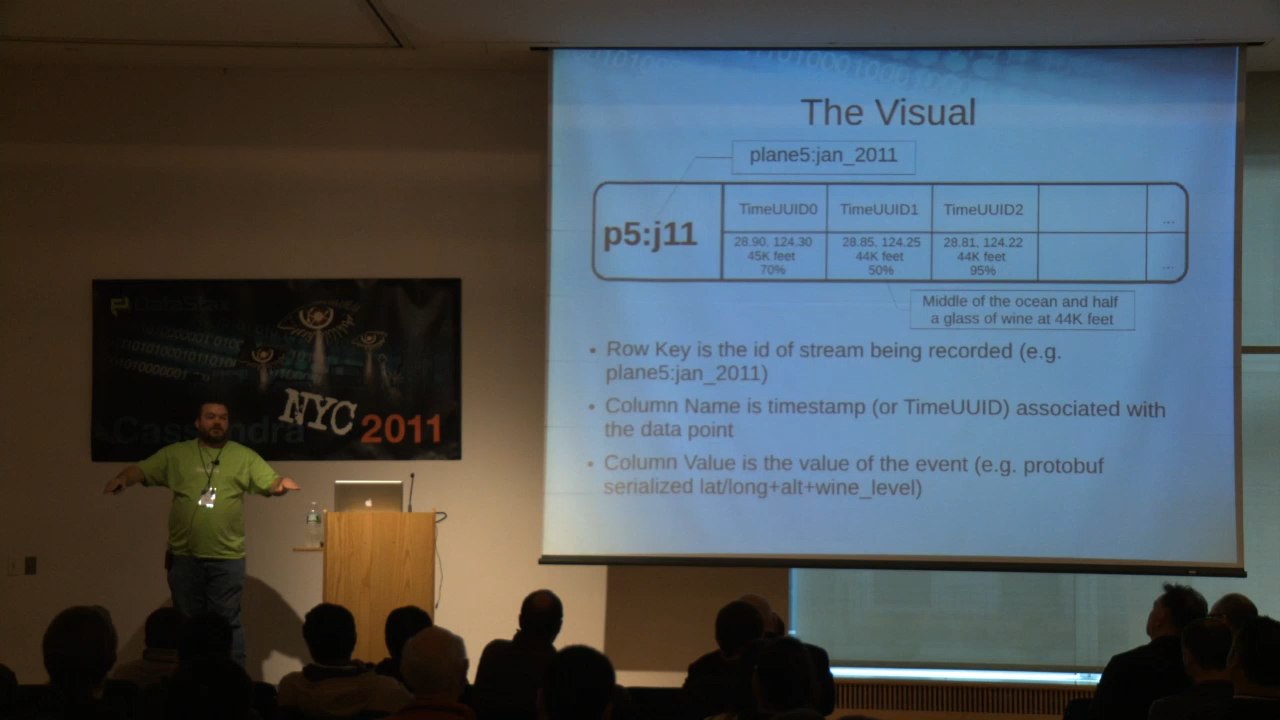 The Visual
plane5:jan_2011
p5:j11
TimeUUID0 TimeUUID1 TimeUUID2 ...
28.90, 124.30 28.85, 124.25 28.81, 124.22
45K feet 44K feet 44K feet ...
70% 50% 95%
Middle of the ocean and half
a glass of wine at 44K feet
• Row Key is the id of stream being recorded (e.g.
plane5:jan_2011)
• Column Name is timestamp (or TimeUUID) associated with
the data point
• Column Value is the value of the event (e.g. protobuf
serialized lat/long+alt+wine_level)
DataStax
NYC
Cassandra 2011